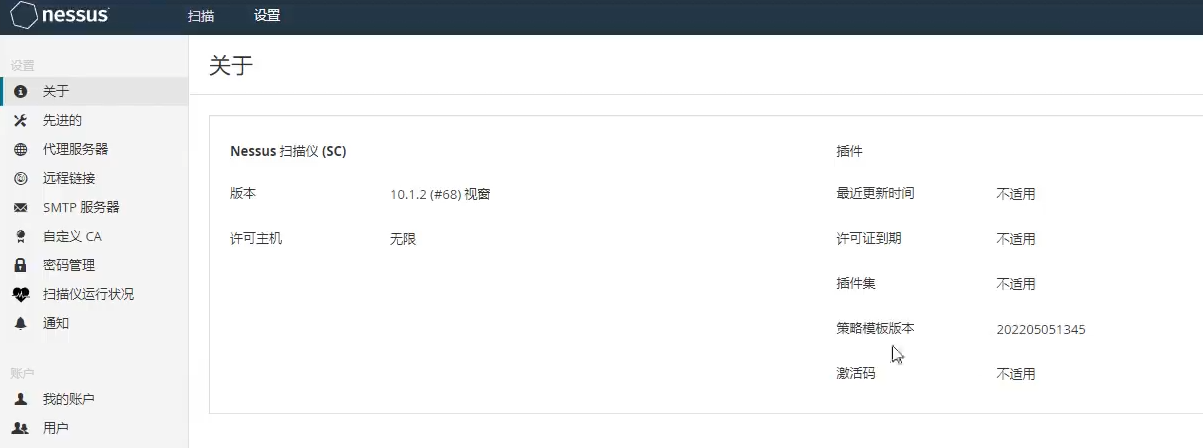 nessus 扫描 设置
设置
关于
先进的
代理服务器
远程链接
SMTP 服务器
自定义 CA
密码管理
扫描仪运行状况
通知
账户
我的账户
用户
关于
Nessus 扫描仪 (SC)
版本 10.1.2 (#68) 视窗
许可主机 无限
插件
最近更新时间 不适用
许可证到期 不适用
插件集 不适用
策略模板版本 202205051345
激活码 不适用